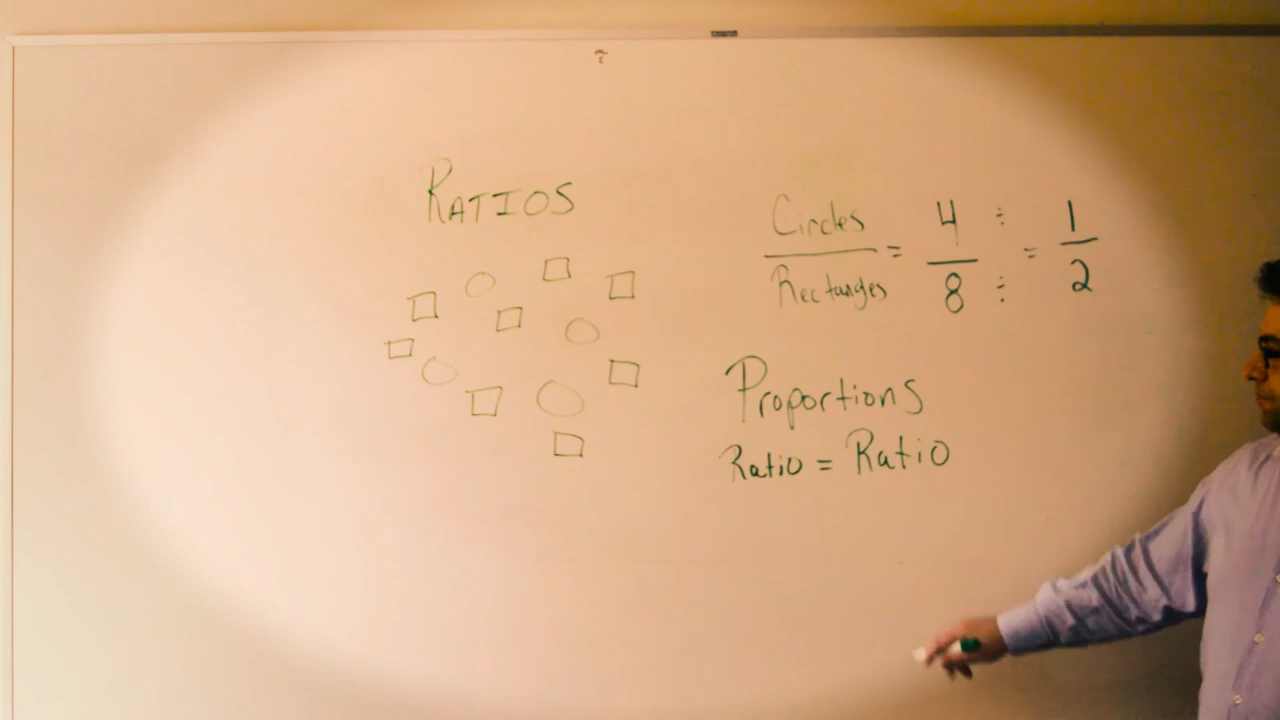 RATIOS
Circles / Rectangles = 4 ÷ / 8 ÷ = 1 / 2
Proportions
Ratio = Ratio